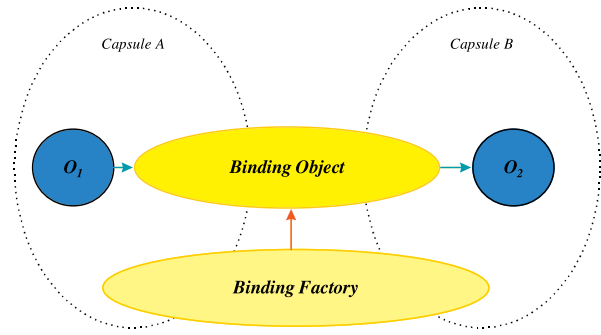 Capsule A
Capsule B
O1
Binding Object
O2
Binding Factory